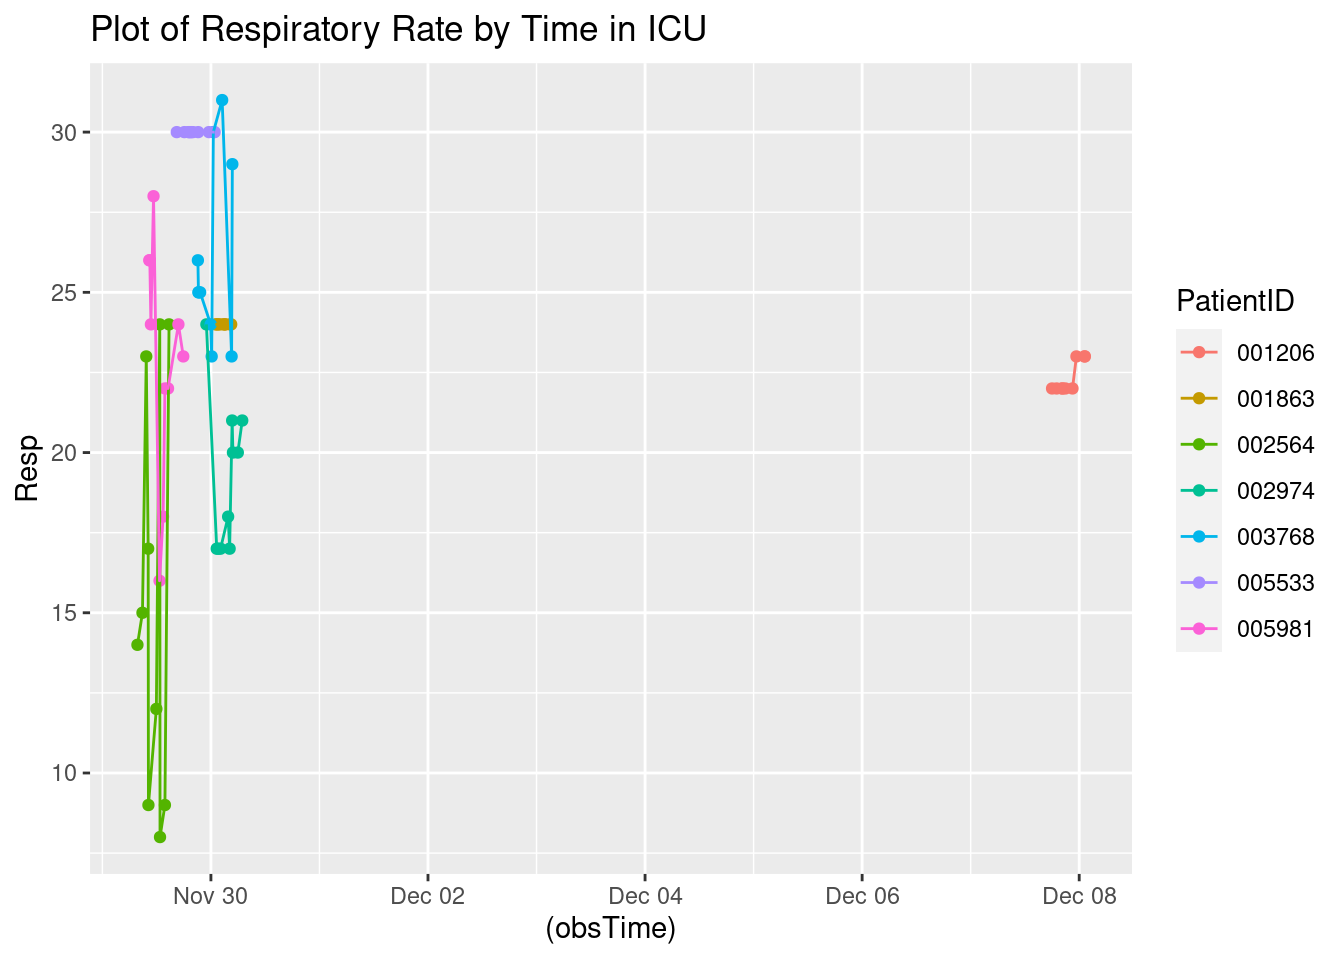 Plot of Respiratory Rate by Time in ICU
30
25
20
15
10
Resp
Nov 30
Dec 02
Dec 04
Dec 06
Dec 08
(obsTime)
PatientID
001206
001863
002564
002974
003768
005533
005981